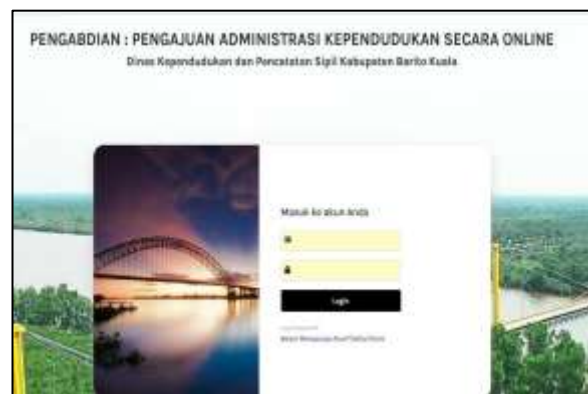 PENGABDIAN : PENGAJUAN ADMINISTRASI KEPENDUDUKAN SECARA ONLINE
Dinas Kependudukan dan Pencatatan Sipil Kabupaten Barito Kuala
Masuk ke akun Anda
Login